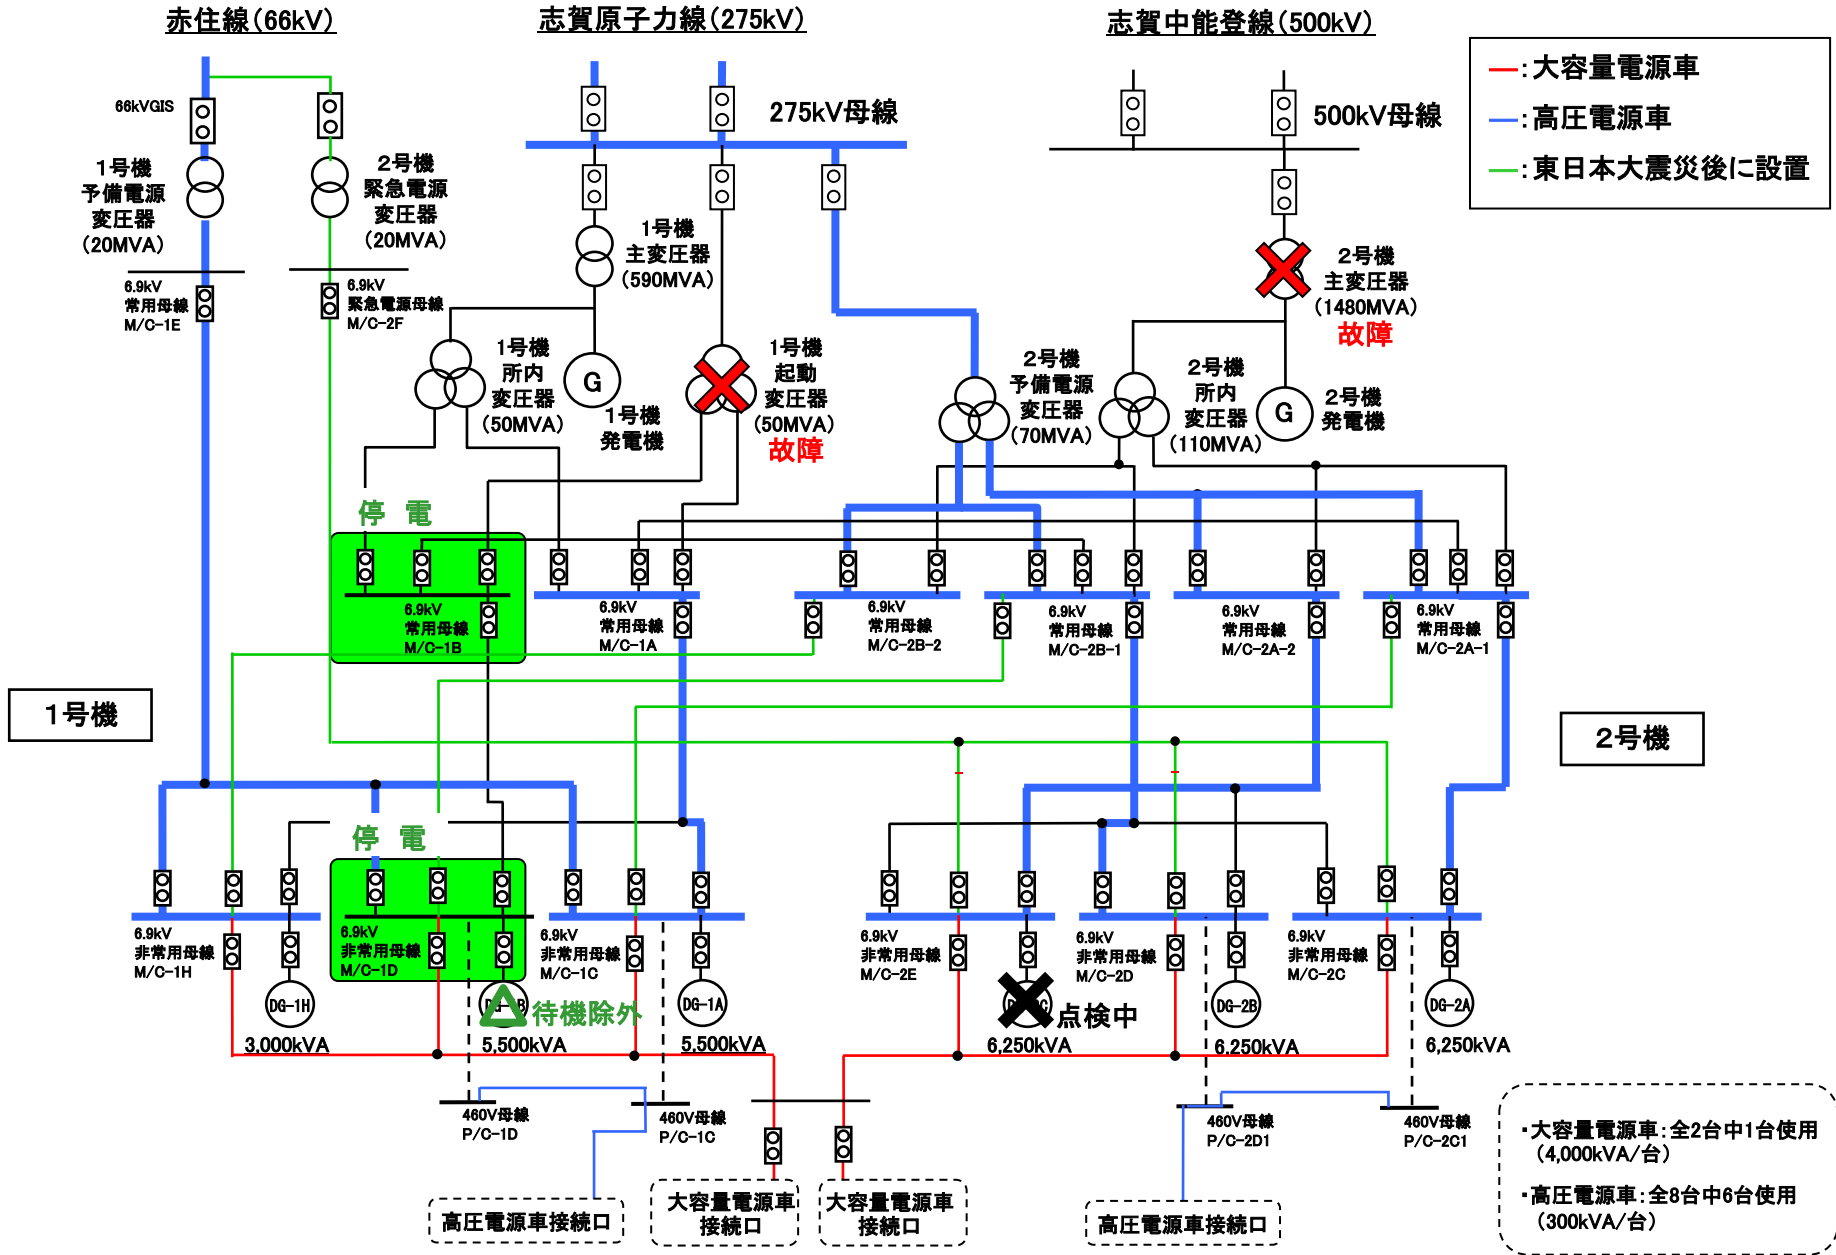 赤住線(66kV)
志賀原子力線(275kV)
志賀中能登線(500kV)
━:大容量電源車
━:高圧電源車
━:東日本大震災後に設置
66kVGIS
275kV母線
500kV母線
1号機
予備電源
変圧器
(20MVA)
2号機
緊急電源
変圧器
(20MVA)
1号機
主変圧器
(590MVA)
2号機
主変圧器
(1480MVA)
故障
6.9kV
常用母線
M/C-1E
6.9kV
緊急電源母線
M/C-2F
1号機
所内
変圧器
(50MVA)
G
1号機
発電機
1号機
起動
変圧器
(50MVA)
故障
2号機
予備電源
変圧器
(70MVA)
2号機
所内
変圧器
(110MVA)
G
2号機
発電機
停 電
6.9kV
常用母線
M/C-1B
6.9kV
常用母線
M/C-1A
6.9kV
常用母線
M/C-2B-2
6.9kV
常用母線
M/C-2B-1
6.9kV
常用母線
M/C-2A-2
6.9kV
常用母線
M/C-2A-1
1号機
2号機
停 電
6.9kV
非常用母線
M/C-1H
6.9kV
非常用母線
M/C-1D
6.9kV
非常用母線
M/C-1C
6.9kV
非常用母線
M/C-2E
6.9kV
非常用母線
M/C-2D
6.9kV
非常用母線
M/C-2C
DG-1H
3,000kVA
待機除外
5,500kVA
DG-1A
5,500kVA
点検中
6,250kVA
DG-2B
6,250kVA
DG-2A
6,250kVA
460V母線
P/C-1D
460V母線
P/C-1C
460V母線
P/C-2D1
460V母線
P/C-2C1
高圧電源車接続口
大容量電源車
接続口
大容量電源車
接続口
高圧電源車接続口
・大容量電源車:全2台中1台使用
(4,000kVA/台)
・高圧電源車:全8台中6台使用
(300kVA/台)